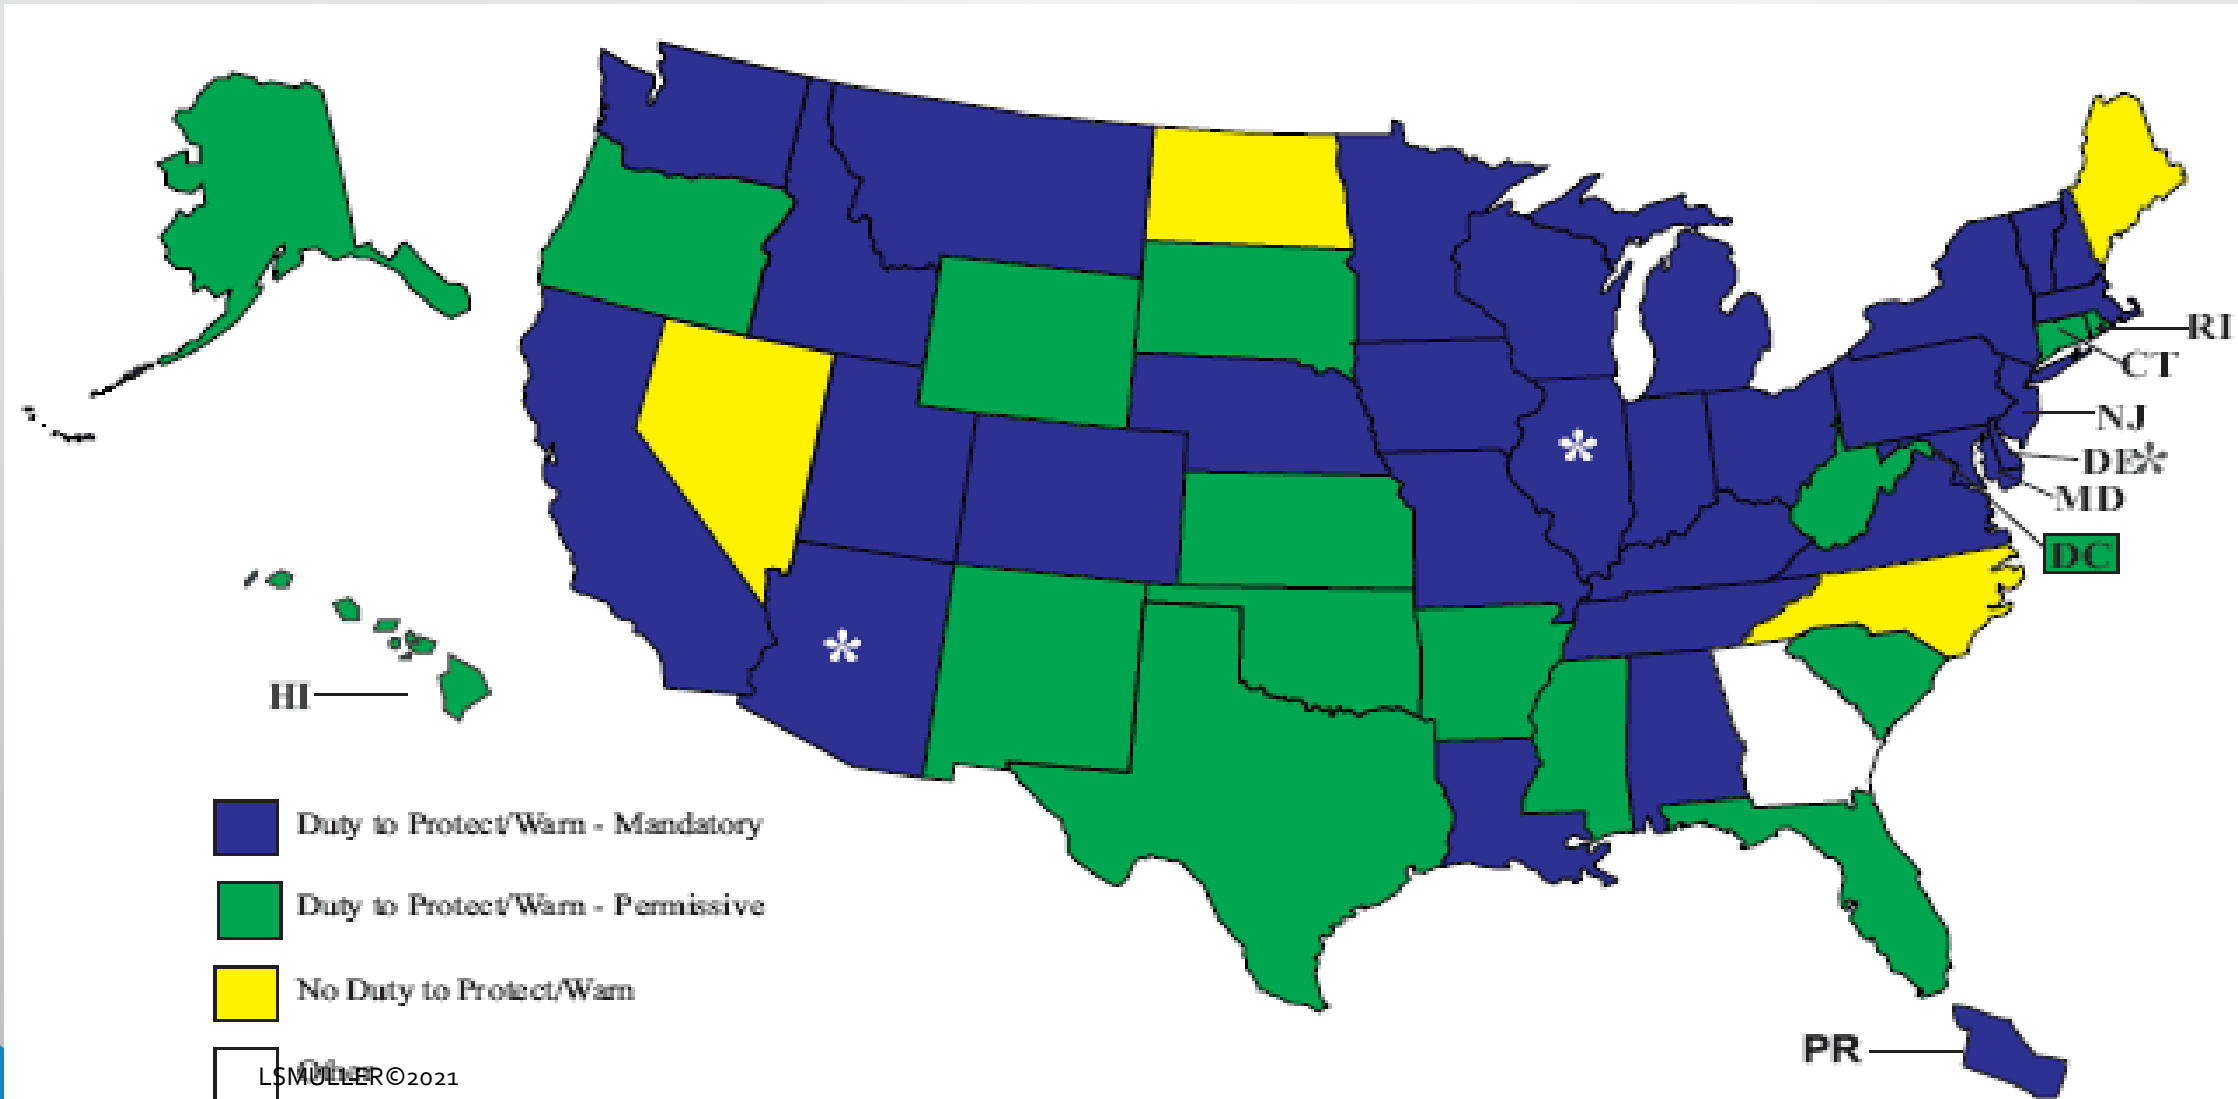 RI
CT
NJ
DE*
MD
DC
*
*
HI
Duty to Protect/Warn - Mandatory
Duty to Protect/Warn - Permissive
No Duty to Protect/Warn
Other
LSMULLER©2021
PR